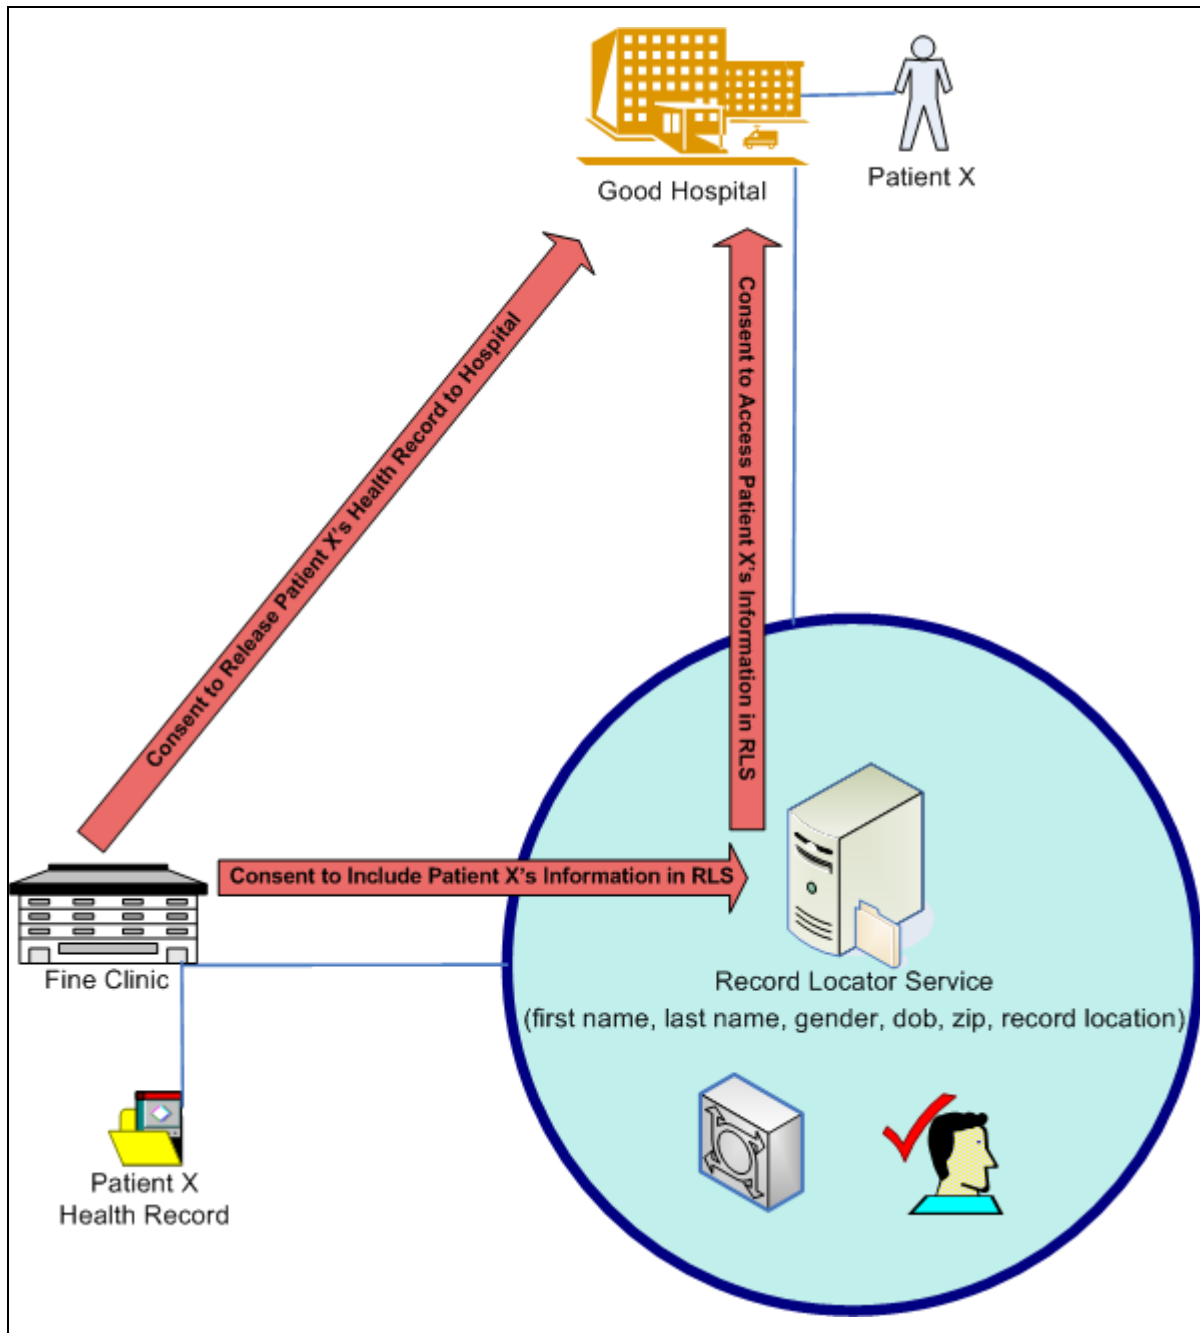 Good Hospital
Patient X
Consent to Release Patient X's Health Record to Hospital
Consent to Access Patient X's Information in RLS
Consent to Include Patient X's Information in RLS
Fine Clinic
Record Locator Service
(first name, last name, gender, dob, zip, record location)
Patient X
Health Record